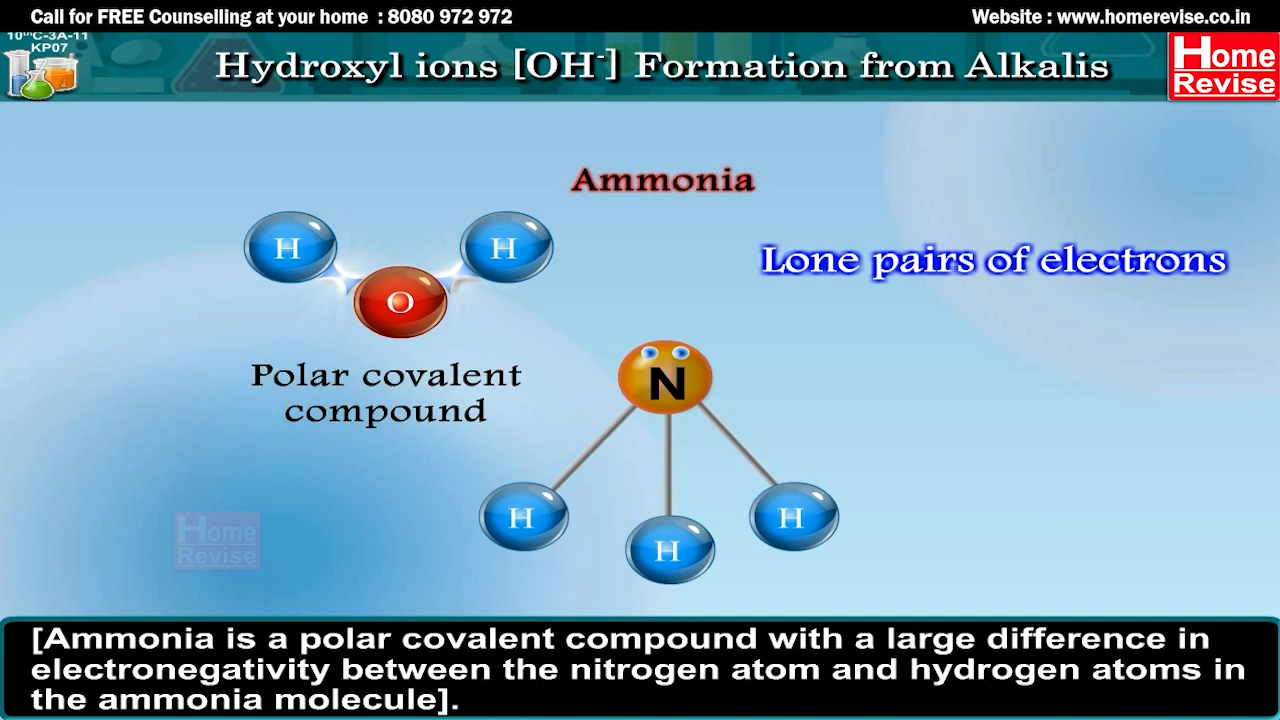 Call for FREE Counselling at your home : 8080 972 972
Website : www.homerevise.co.in
10thC-3A-11
KP07
Hydroxyl ions [OH-] Formation from Alkalis
Home
Revise
Ammonia
H H
O
Lone pairs of electrons
Polar covalent
compound
N
H H H
Home
Revise
[Ammonia is a polar covalent compound with a large difference in
electronegativity between the nitrogen atom and hydrogen atoms in
the ammonia molecule].